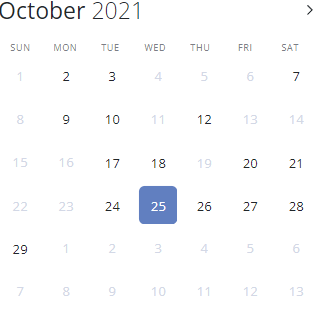 October 2021
SUN MON TUE WED THU FRI SAT
1 2 3 4 5 6 7
8 9 10 11 12 13 14
15 16 17 18 19 20 21
22 23 24 25 26 27 28
29 1 2 3 4 5 6
7 8 9 10 11 12 13